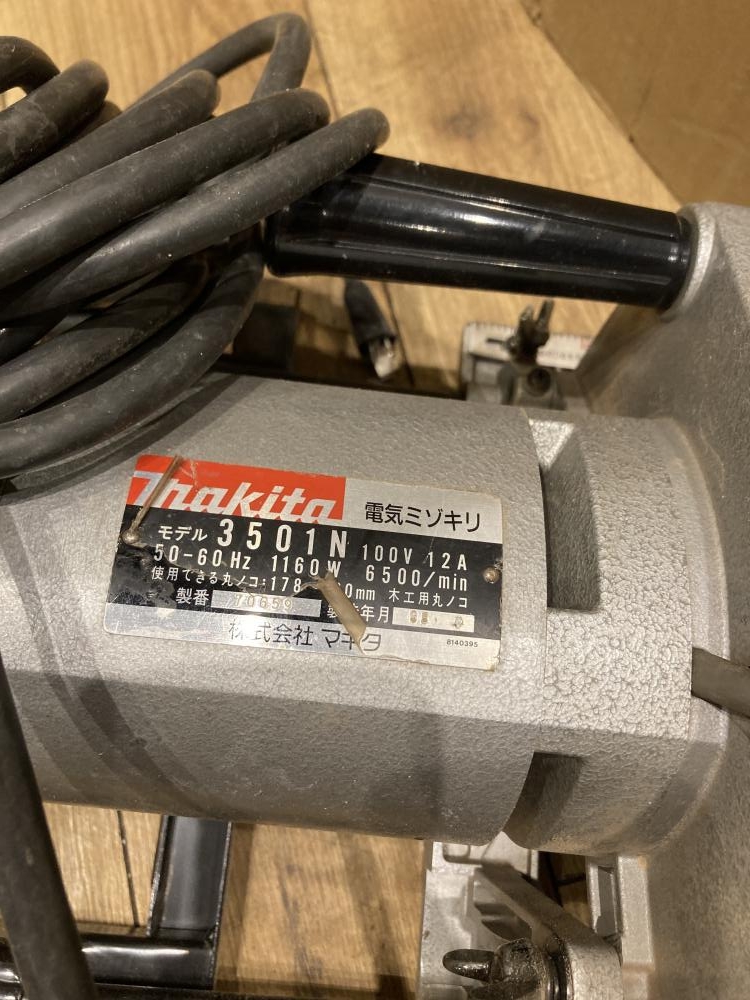 makita 電気ミゾキリ
モデル 3501N
50-60Hz 1160W 100V 12A
6500/min
使用できる丸ノコ:178 mm 木工用丸ノコ
製番 70659 年月
株式会社 マキタ
8140395